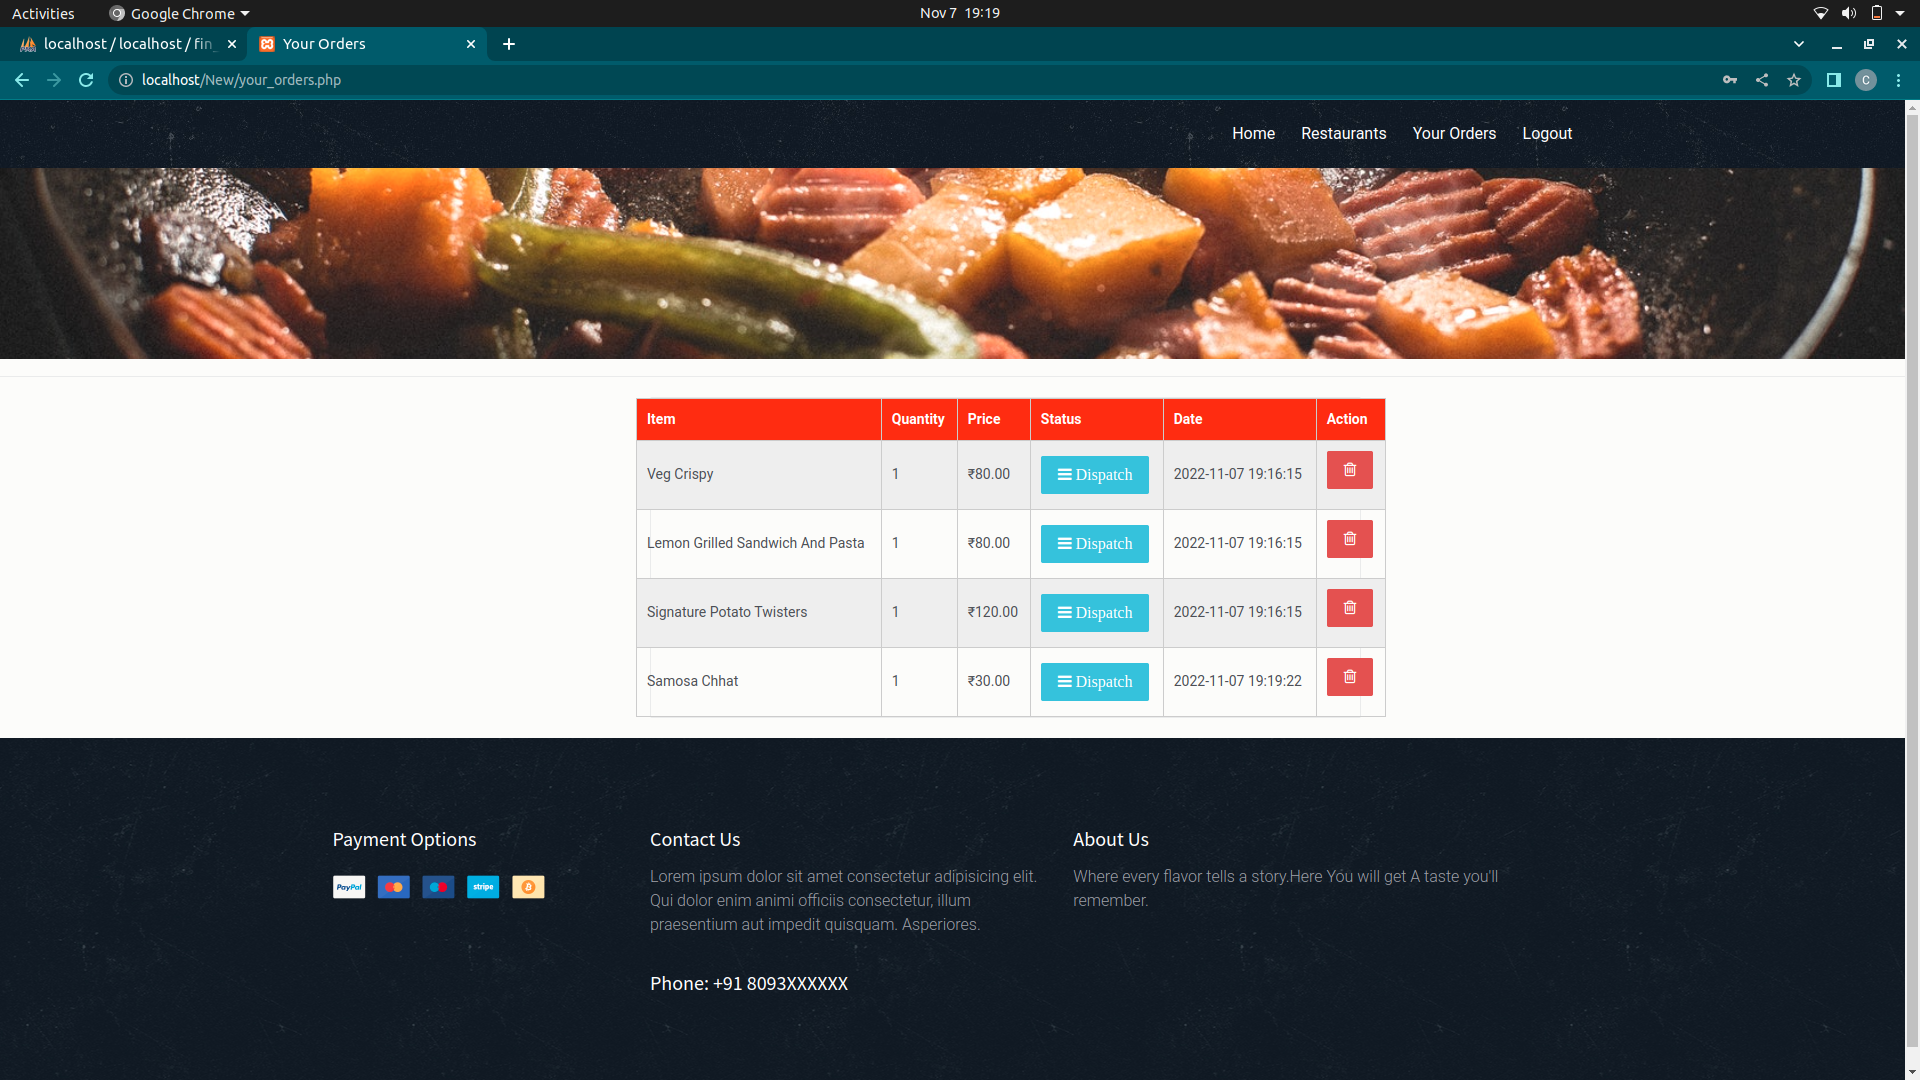 Activities Google Chrome Nov 7 19:19
localhost / localhost / fin_ Your Orders
localhost/New/your_orders.php C
Home Restaurants Your Orders Logout
Item Quantity Price Status Date Action
Veg Crispy 1 ₹80.00 Dispatch 2022-11-07 19:16:15
Lemon Grilled Sandwich And Pasta 1 ₹80.00 Dispatch 2022-11-07 19:16:15
Signature Potato Twisters 1 ₹120.00 Dispatch 2022-11-07 19:16:15
Samosa Chhat 1 ₹30.00 Dispatch 2022-11-07 19:19:22
Payment Options
PayPal stripe
Contact Us
Lorem ipsum dolor sit amet consectetur adipisicing elit.
Qui dolor enim animi officiis consectetur, illum
praesentium aut impedit quisquam. Asperiores.
Phone: +91 8093XXXXXX
About Us
Where every flavor tells a story.Here You will get A taste you'll
remember.